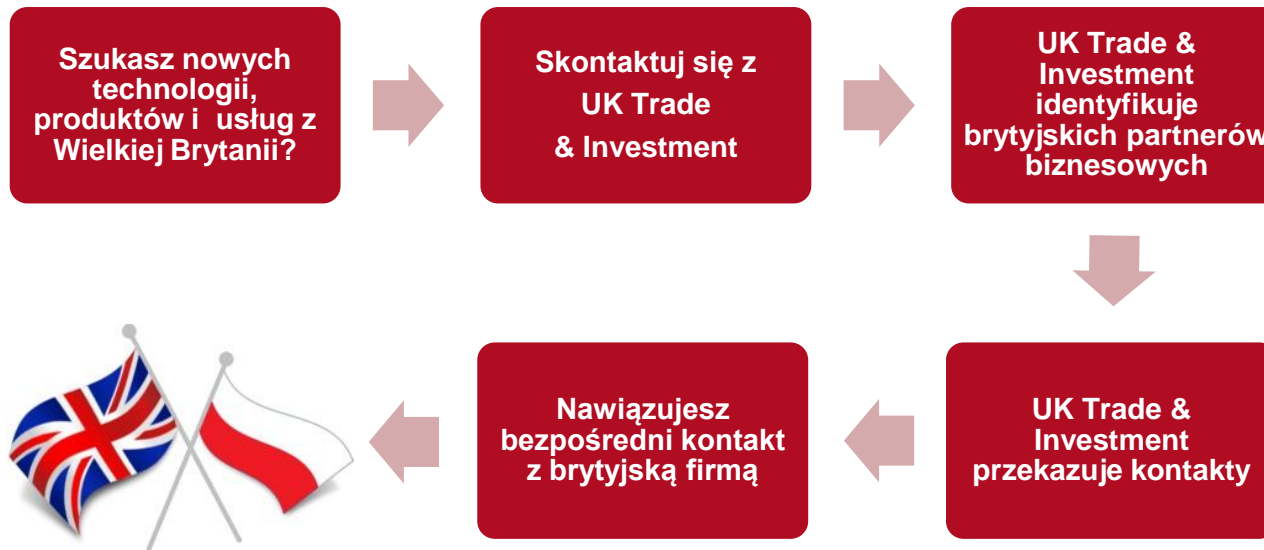 Szukasz nowych
technologii,
produktów i usług z
Wielkiej Brytanii?
Skontaktuj się z
UK Trade
& Investment
UK Trade &
Investment
identyfikuje
brytyjskich partnerów
biznesowych
UK Trade &
Investment
przekazuje kontakty
Nawiązujesz
bezpośredni kontakt
z brytyjską firmą